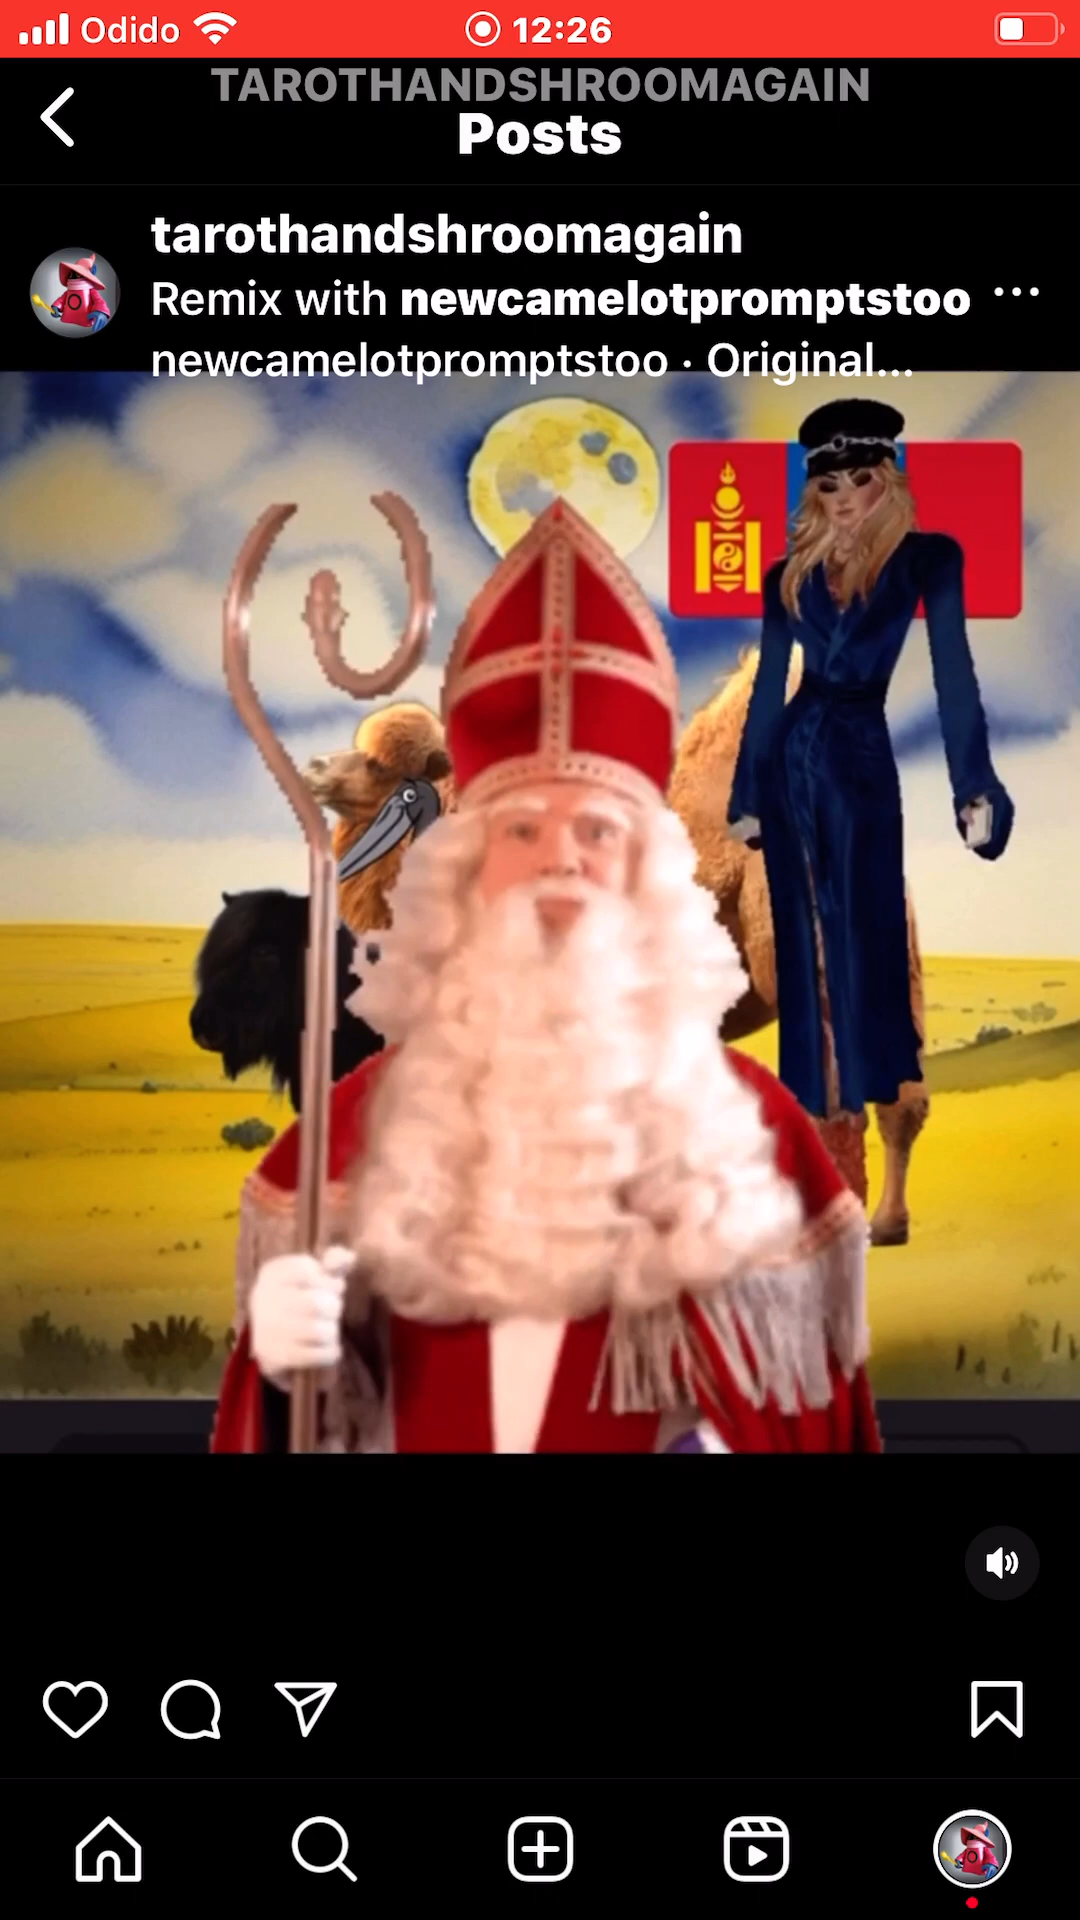 Odido 12:26
TAROTHANDSHROOMAGAIN
Posts
tarothandshroomagain
Remix with newcamelotpromptstoo
newcamelotpromptstoo · Original...